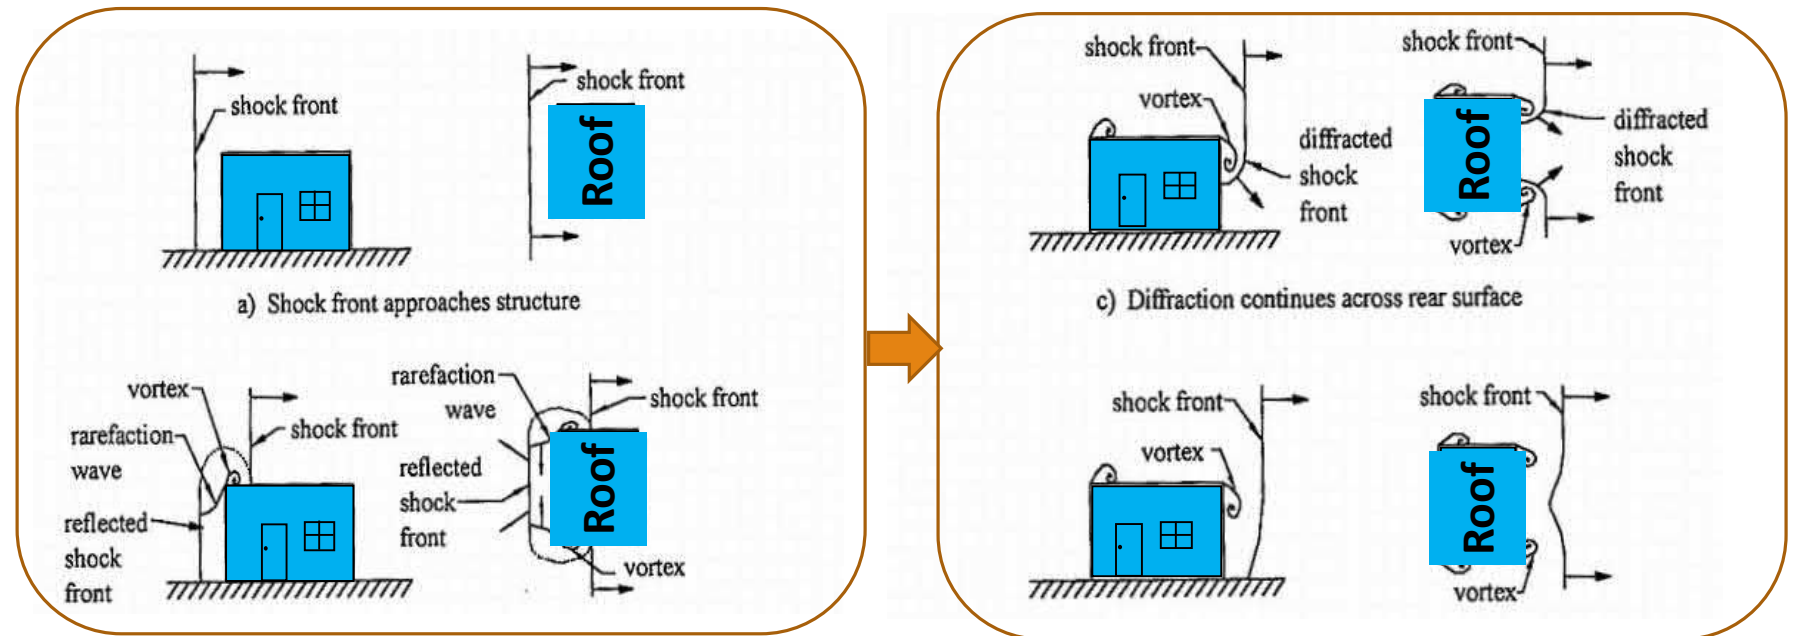 shock front
shock front
Roof
a) Shock front approaches structure
vortex
rarefaction
wave
shock front
reflected
shock
front
rarefaction
wave
shock front
reflected
shock
front
Roof
vortex
shock front
vortex
diffracted
shock
front
shock front
Roof
diffracted
shock
front
vortex
c) Diffraction continues across rear surface
shock front
vortex
shock front
Roof
vortex